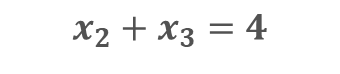 x₂ + x₃ = 4